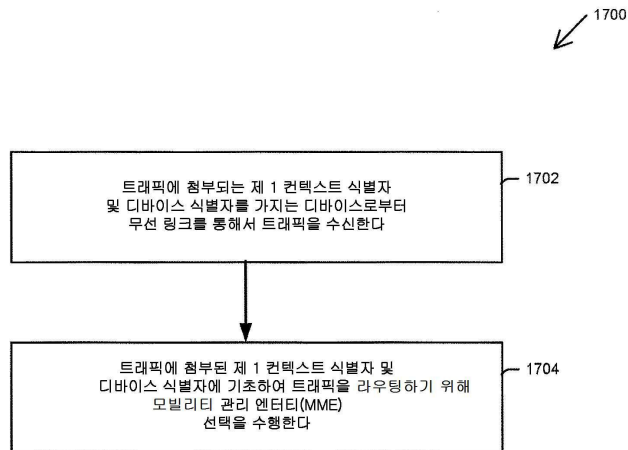 1700
1702
트래픽에 첨부되는 제 1 컨텍스트 식별자
및 디바이스 식별자를 가지는 디바이스로부터
무선 링크를 통해서 트래픽을 수신한다
1704
트래픽에 첨부된 제 1 컨텍스트 식별자 및
디바이스 식별자에 기초하여 트래픽을 라우팅하기 위해
모빌리티 관리 엔터티(MME)
선택을 수행한다